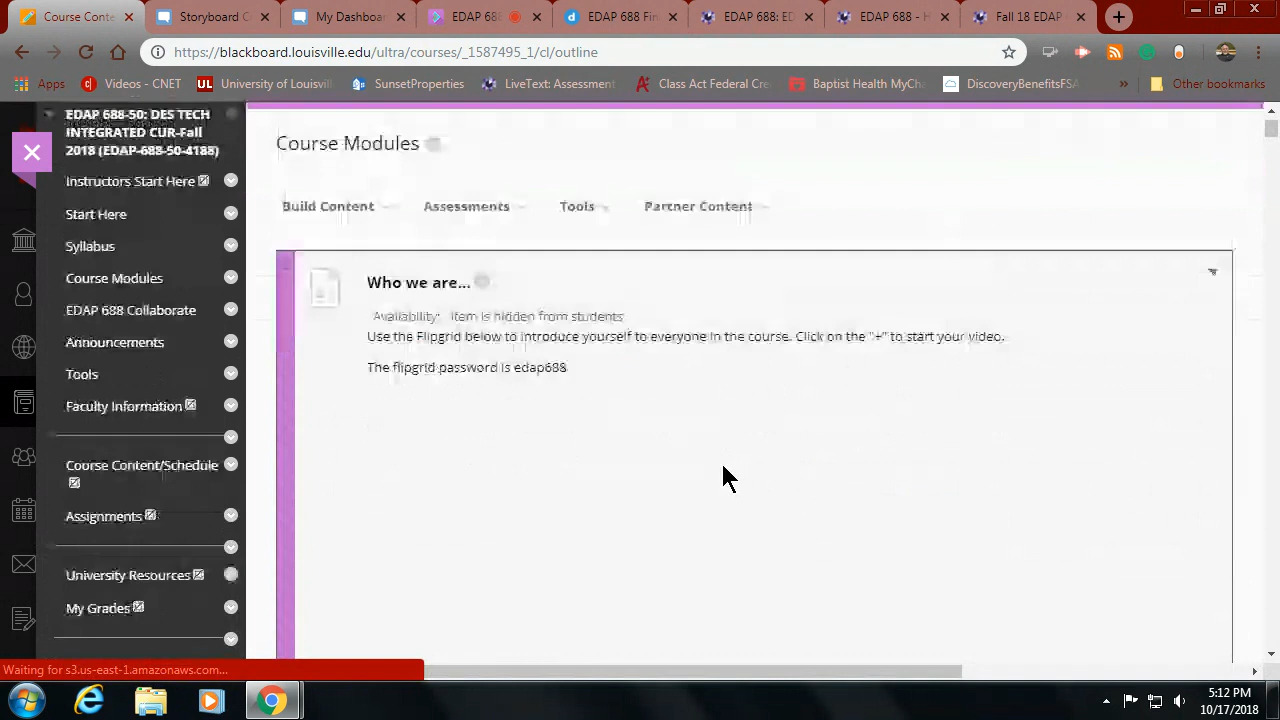 Course Conte
Storyboard C
My Dashboar
EDAP 68
EDAP 688 Fin
EDAP 688: ED
EDAP 688 -
Fall 18 EDAP
https://blackboard.louisville.edu/ultra/courses/_1587495_1/cl/outline
Apps
Videos - CNET
University of Louisvil
SunsetProperties
LiveText: Assessment
Class Act Federal Cre
Baptist Health MyCha
DiscoveryBenefitsFSA
»
Other bookmarks
EDAP 688-50: DES TECH
INTEGRATED CUR-Fall
2018 (EDAP-688-50-4188)
Instructors Start Here
Start Here
Syllabus
Course Modules
EDAP 688 Collaborate
Announcements
Tools
Faculty Information
Course Content/Schedule
Assignments
University Resources
My Grades
Course Modules
Build Content
Assessments
Tools
Partner Content
Who we are...
Availability: Item is hidden from students
Use the Flipgrid below to introduce yourself to everyone in the course. Click on the "+" to start your video.
The flipgrid password is edap688
Waiting for s3.us-east-1.amazonaws.com...
5:12 PM
10/17/2018